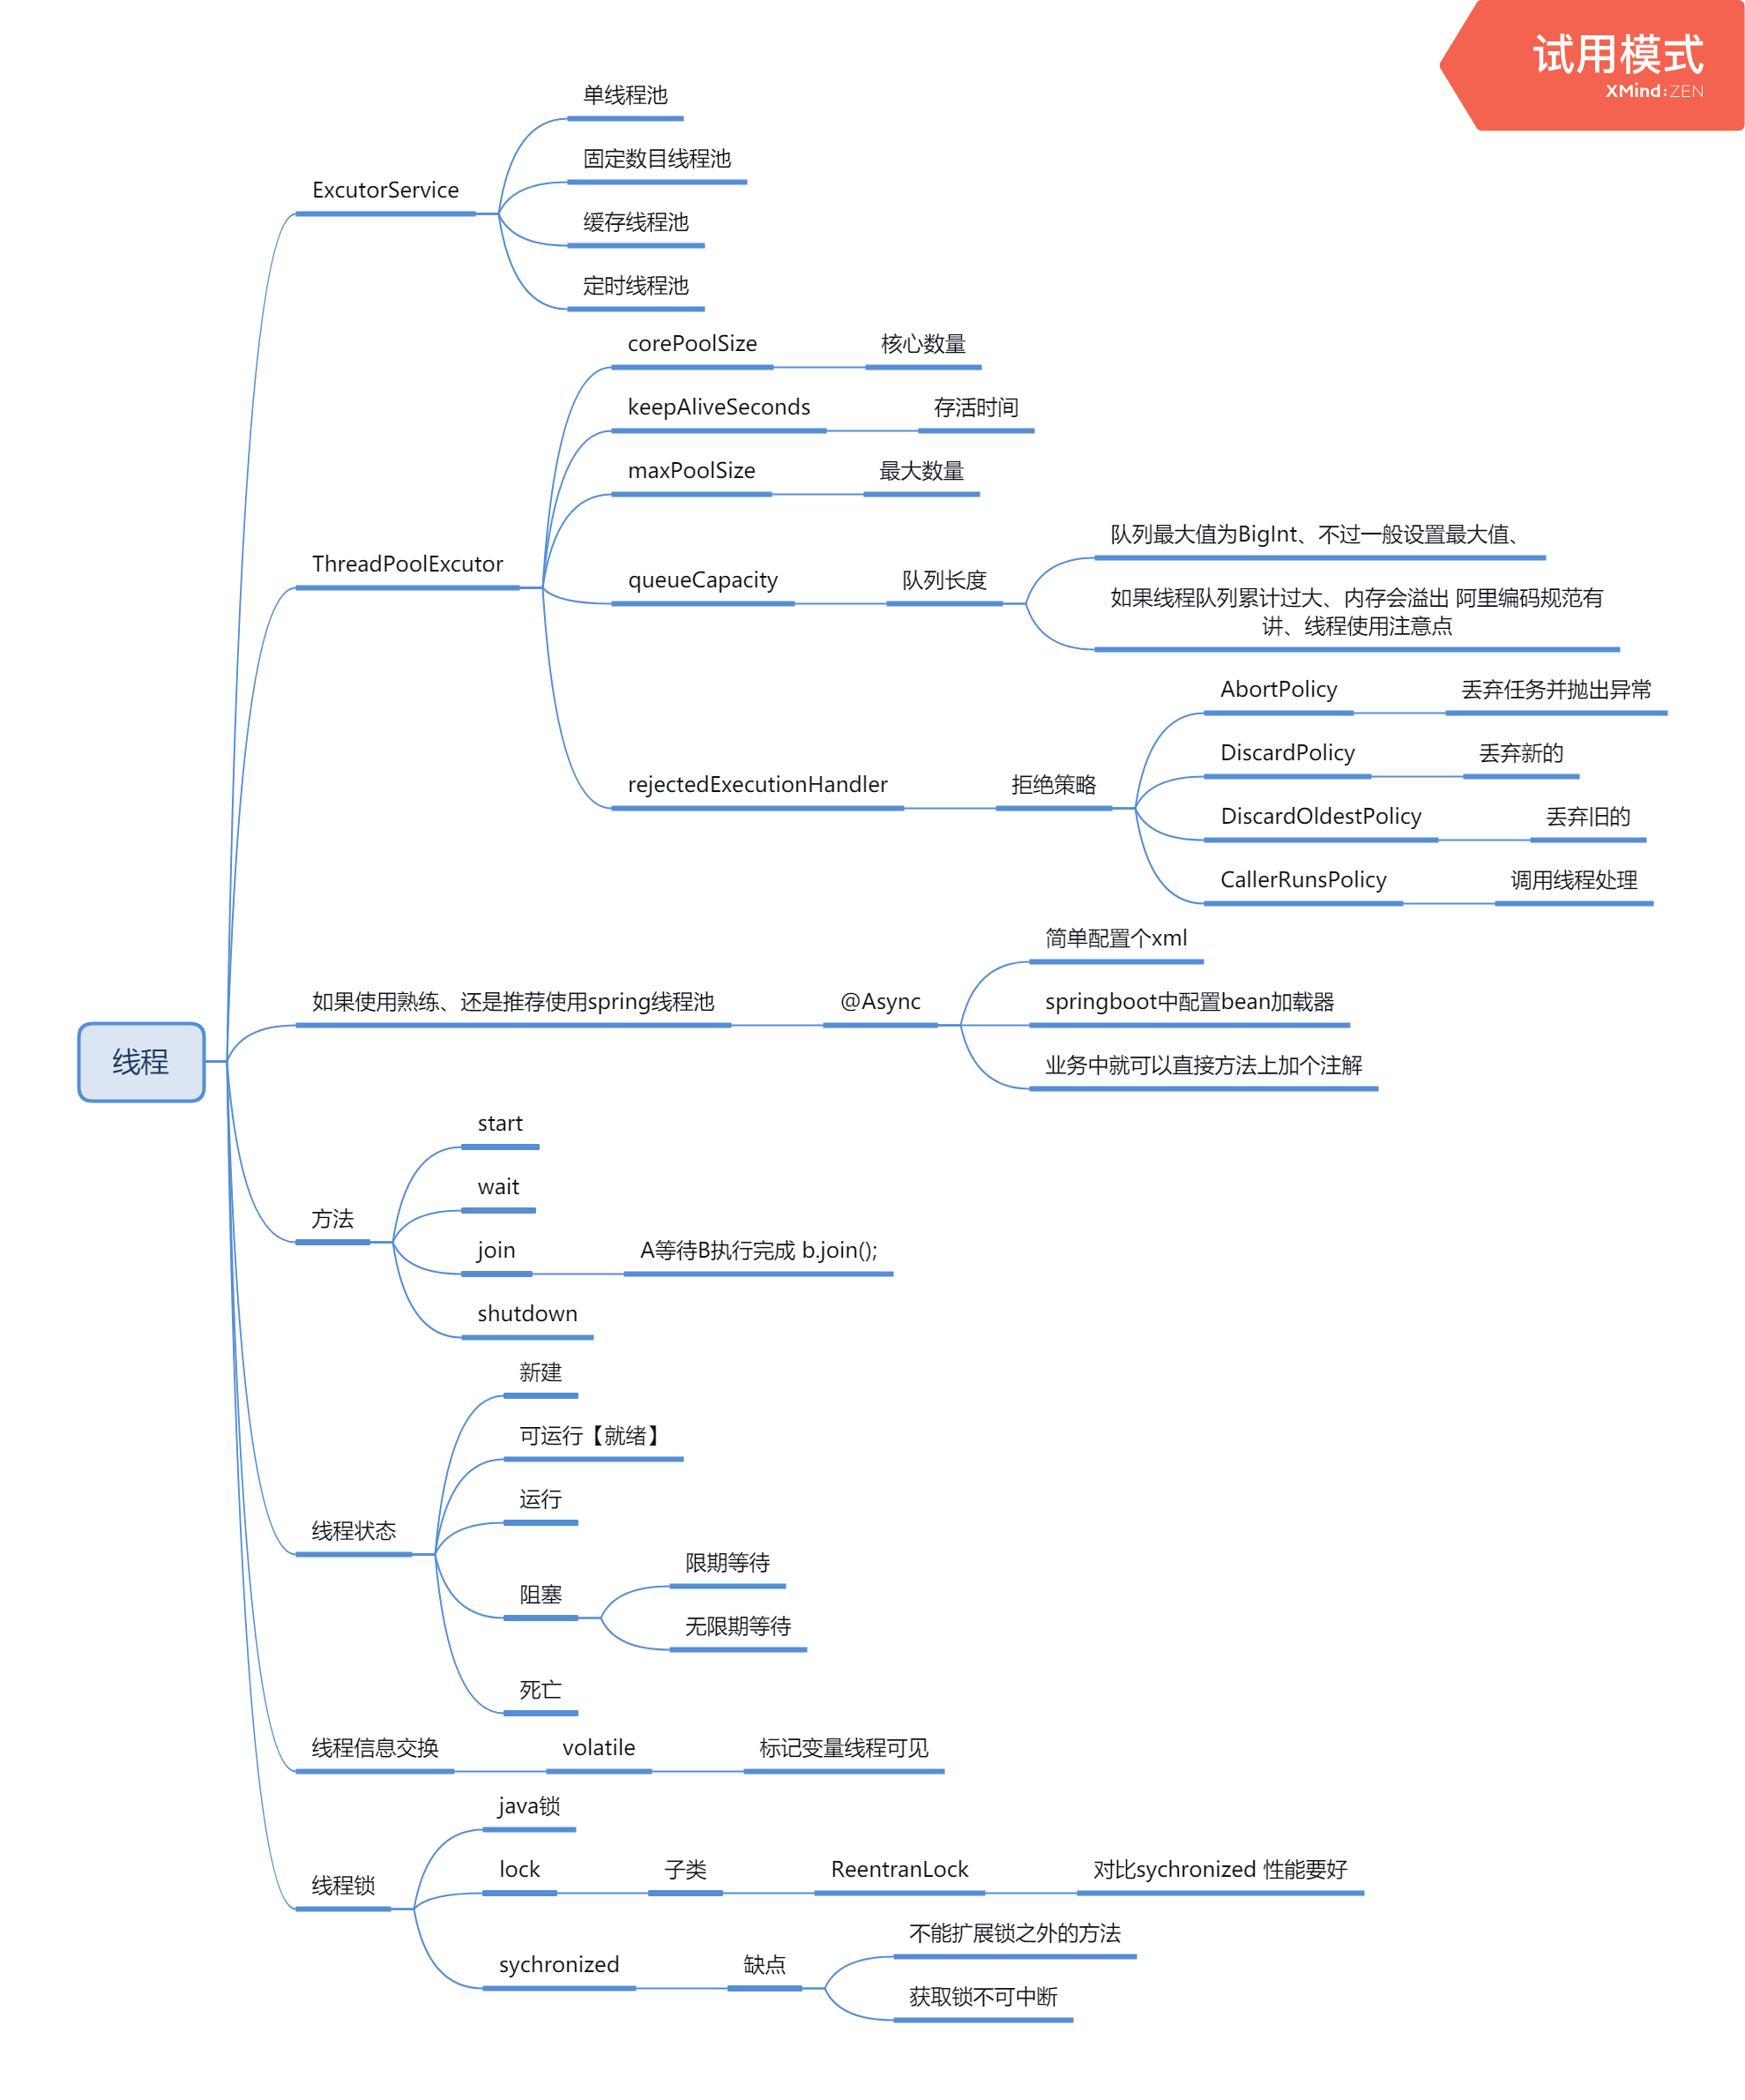 试用模式
XMind:ZEN
线程
ExcutorService
单线程池
固定数目线程池
缓存线程池
定时线程池
ThreadPoolExcutor
corePoolSize
核心数量
keepAliveSeconds
存活时间
maxPoolSize
最大数量
queueCapacity
队列长度
队列最大值为BigInt、不过一般设置最大值、
如果线程队列累计过大、内存会溢出 阿里编码规范有
讲、线程使用注意点
rejectedExecutionHandler
拒绝策略
AbortPolicy
丢弃任务并抛出异常
DiscardPolicy
丢弃新的
DiscardOldestPolicy
丢弃旧的
CallerRunsPolicy
调用线程处理
如果使用熟练、还是推荐使用spring线程池
@Async
简单配置个xml
springboot中配置bean加载器
业务中就可以直接方法上加个注解
方法
start
wait
join
A等待B执行完成 b.join();
shutdown
线程状态
新建
可运行【就绪】
运行
阻塞
限期等待
无限期等待
死亡
线程信息交换
volatile
标记变量线程可见
线程锁
java锁
lock
子类
ReentranLock
对比sychronized 性能要好
sychronized
缺点
不能扩展锁之外的方法
获取锁不可中断